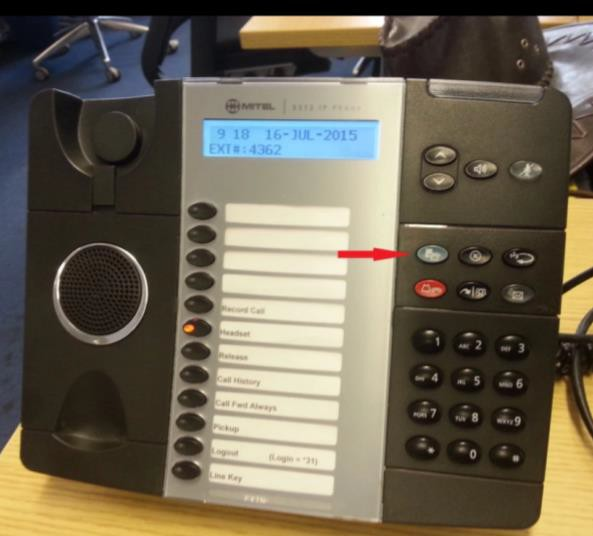 MITEL 5312 IP PHONE
9 18 16-JUL-2015
EXT#:4362
Record Call
Headset
Release
Call History
Call Fwd Always
Pickup
Logout (Login = *31)
Line Key
1 ABC 2 DEF 3
GHI 4 JKL 5 MNO 6
PQRS 7 TUV 8 WXYZ 9
* 0 #